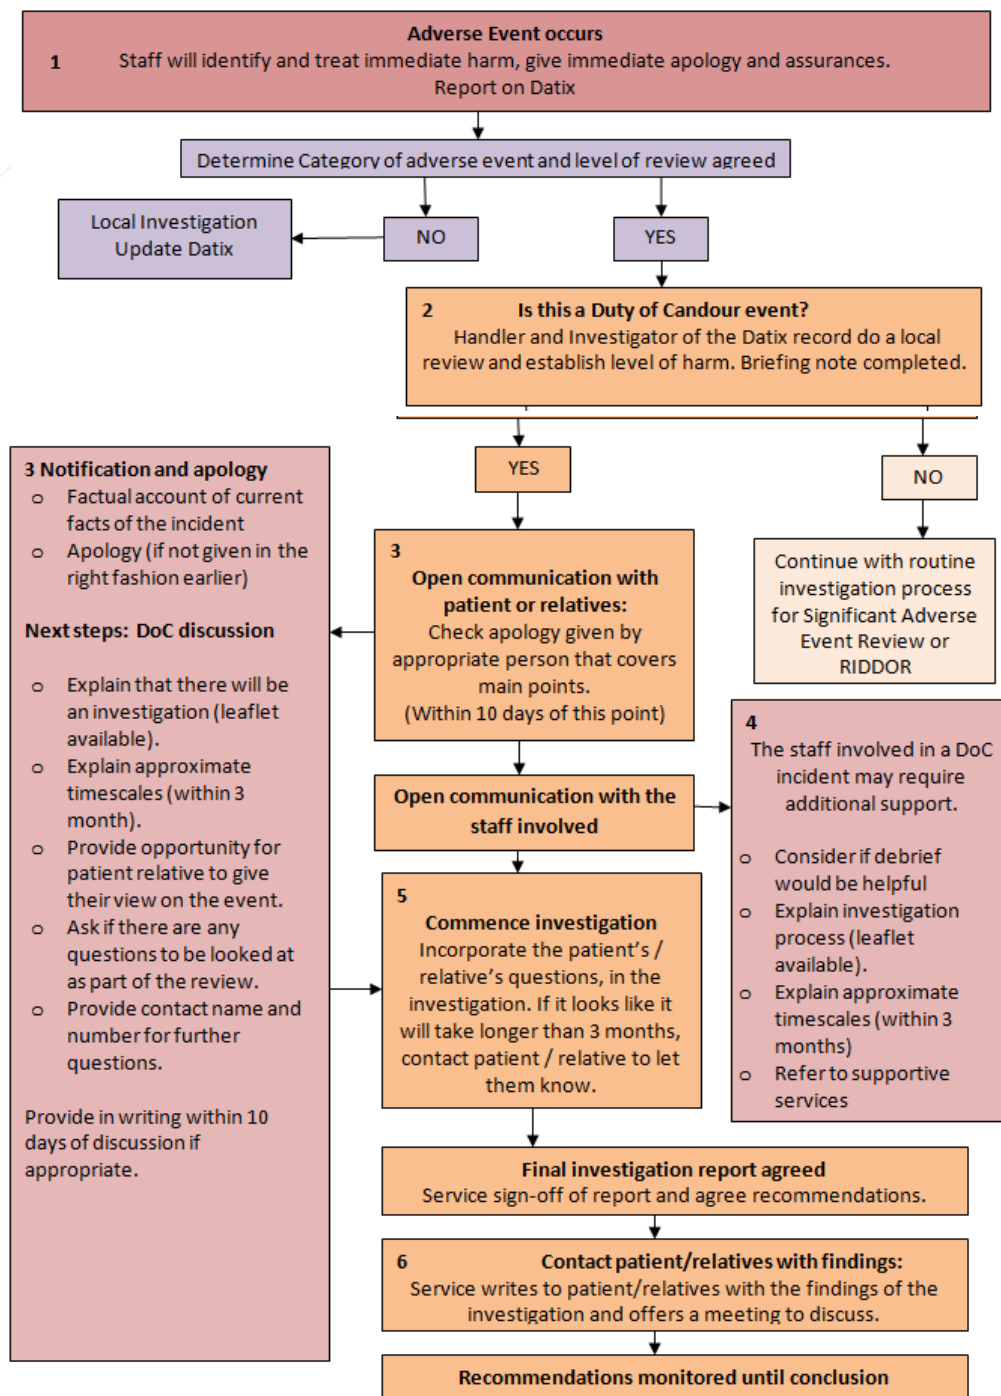 Adverse Event occurs
1 Staff will identify and treat immediate harm, give immediate apology and assurances.
Report on Datix
Determine Category of adverse event and level of review agreed
Local Investigation
Update Datix
NO
YES
2 Is this a Duty of Candour event?
Handler and Investigator of the Datix record do a local
review and establish level of harm. Briefing note completed.
YES
NO
3 Notification and apology
o Factual account of current
facts of the incident
o Apology (if not given in the
right fashion earlier)
Next steps: DoC discussion
o Explain that there will be
an investigation (leaflet
available).
o Explain approximate
timescales (within 3
month).
o Provide opportunity for
patient relative to give
their view on the event.
o Ask if there are any
questions to be looked at
as part of the review.
o Provide contact name and
number for further
questions.
Provide in writing within 10
days of discussion if
appropriate.
3
Open communication with
patient or relatives:
Check apology given by
appropriate person that covers
main points.
(Within 10 days of this point)
Continue with routine
investigation process
for Significant Adverse
Event Review or
RIDDOR
Open communication with the
staff involved
4
The staff involved in a DoC
incident may require
additional support.
o Consider if debrief
would be helpful
o Explain investigation
process (leaflet
available).
o Explain approximate
timescales (within 3
months)
o Refer to supportive
services
5
Commence investigation
Incorporate the patient's /
relative's questions, in the
investigation. If it looks like it
will take longer than 3 months,
contact patient / relative to let
them know.
Final investigation report agreed
Service sign-off of report and agree recommendations.
6 Contact patient/relatives with findings:
Service writes to patient/relatives with the findings of the
investigation and offers a meeting to discuss.
Recommendations monitored until conclusion